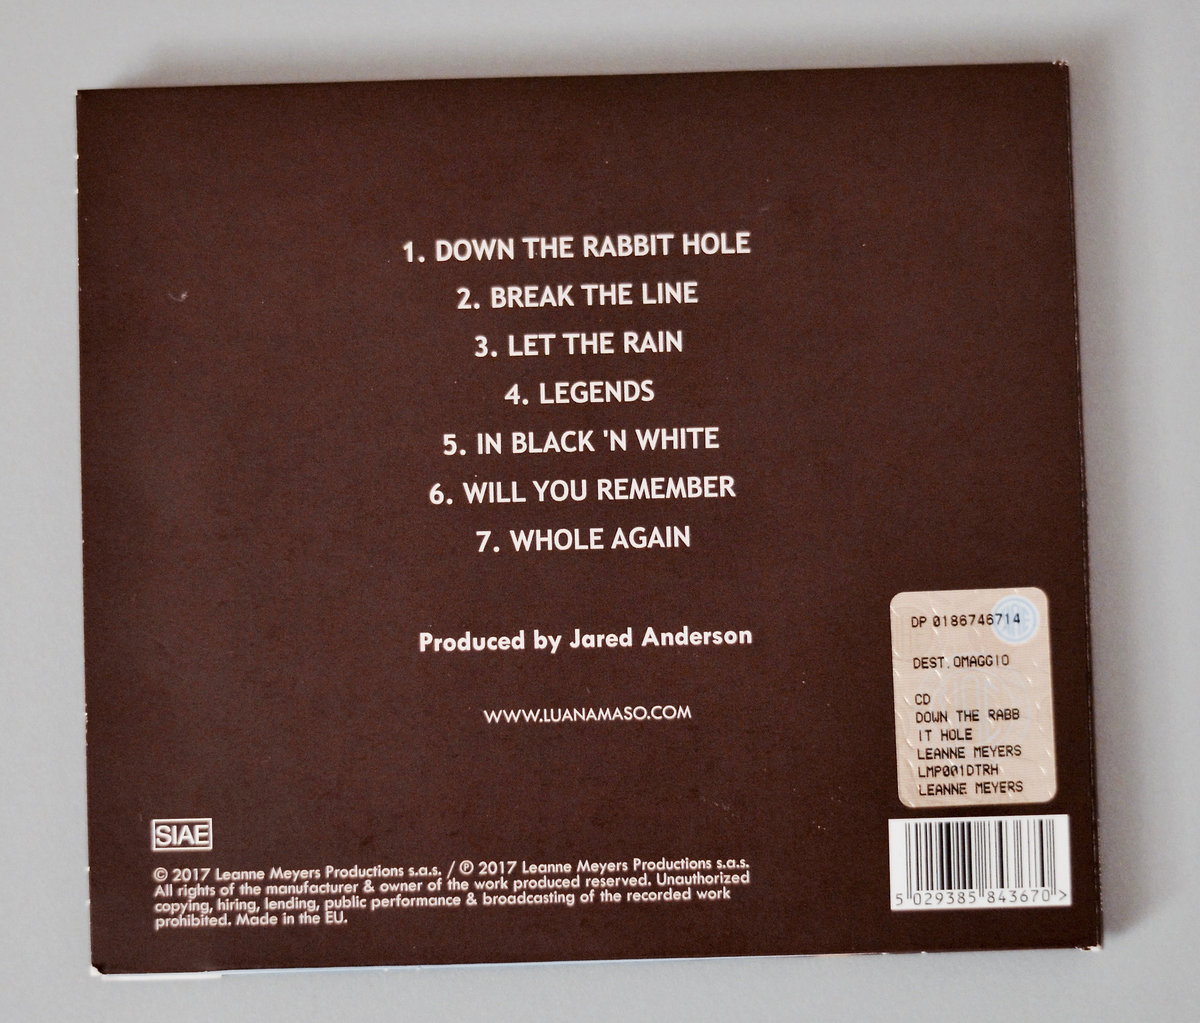 1. DOWN THE RABBIT HOLE
2. BREAK THE LINE
3. LET THE RAIN
4. LEGENDS
5. IN BLACK 'N WHITE
6. WILL YOU REMEMBER
7. WHOLE AGAIN
Produced by Jared Anderson
WWW.LUANAMASO.COM
DP 0186746714
DEST.OMAGGIO
CD
DOWN THE RABB
IT HOLE
LEANNE MEYERS
LMP001DTRH
LEANNE MEYERS
SIAE
© 2017 Leanne Meyers Productions s.a.s. / ℗ 2017 Leanne Meyers Productions s.a.s.
All rights of the manufacturer & owner of the work produced reserved. Unauthorized
copying, hiring, lending, public performance & broadcasting of the recorded work
prohibited. Made in the EU.
5 029385 843670 >